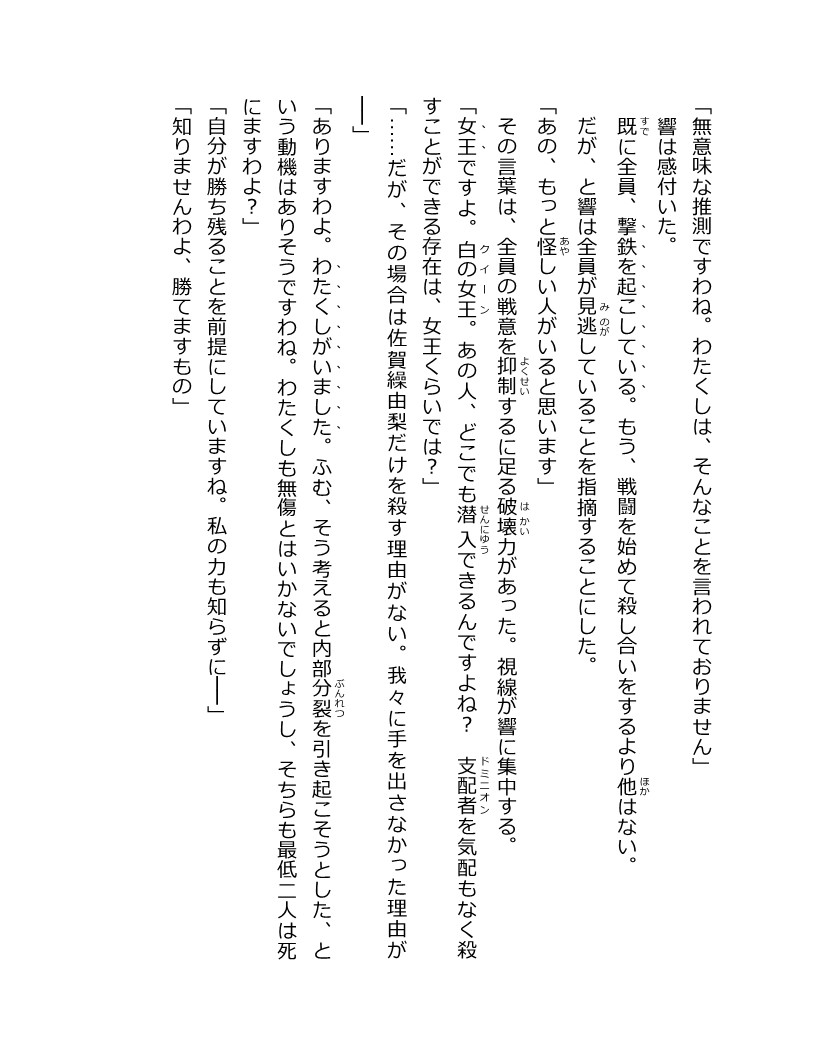 「無意味な推測ですわね。わたくしは、そんなことを言われておりません」
響は感付いた。
既に全員、撃鉄を起こしている。もう、戦闘を始めて殺し合いをするより他はない。
だが、と響は全員が見逃していることを指摘することにした。
「あの、もっと怪しい人がいると思います」
その言葉は、全員の戦意を抑制するに足る破壊力があった。視線が響に集中する。
「女王ですよ。白の女王。あの人、どこでも潜入できるんですよね？　支配者を気配もなく殺
すことができる存在は、女王くらいでは？」
「……だが、その場合は佐賀繰由梨だけを殺す理由がない。我々に手を出さなかった理由が
――」
「ありますわよ。わたくしがいました。ふむ、そう考えると内部分裂を引き起こそうとした、と
いう動機はありそうですわね。わたくしも無傷とはいかないでしょうし、そちらも最低二人は死
にますわよ？」
「自分が勝ち残ることを前提にしていますね。私の力も知らずに――」
「知りませんわよ、勝てますもの」